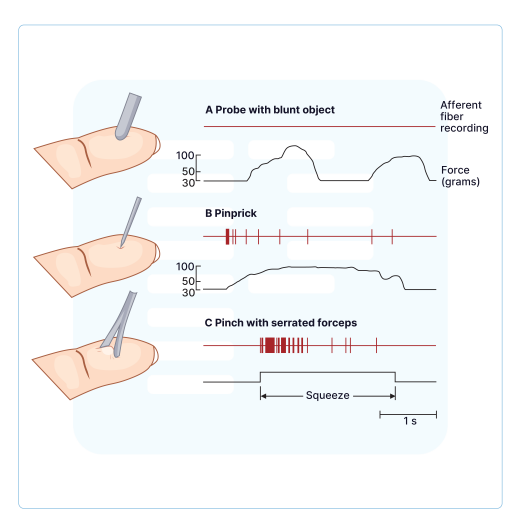 A Probe with blunt object
Afferent
fiber
recording
100
50
30
Force
(grams)
B Pinprick
100
50
30
C Pinch with serrated forceps
Squeeze
1 s